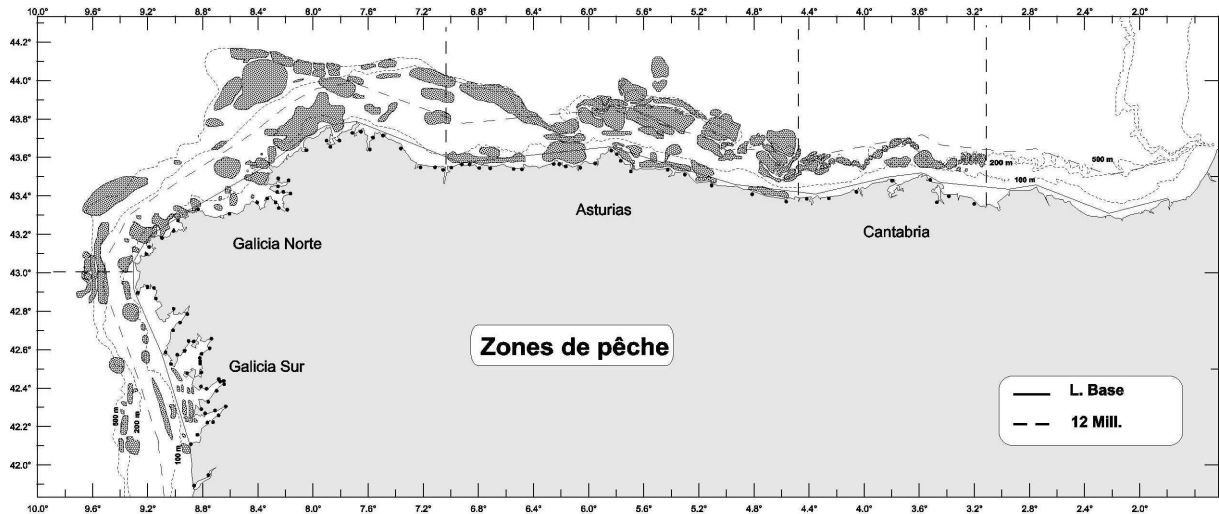 10.0° 9.6° 9.2° 8.8° 8.4° 8.0° 7.6° 7.2° 6.8° 6.4° 6.0° 5.6° 5.2° 4.8° 4.4° 4.0° 3.6° 3.2° 2.8° 2.4° 2.0°
44.2°
44.0°
43.8°
43.6°
500 m
200 m
100 m
43.4°
Asturias
43.2°
Cantabria
Galicia Norte
43.0°
42.8°
42.6°
Zones de pêche
Galicia Sur
42.4°
L. Base
500 m
200 m
42.2°
12 Mill.
100 m
42.0°
10.0° 9.6° 9.2° 8.8° 8.4° 8.0° 7.6° 7.2° 6.8° 6.4° 6.0° 5.6° 5.2° 4.8° 4.4° 4.0° 3.6° 3.2° 2.8° 2.4° 2.0°